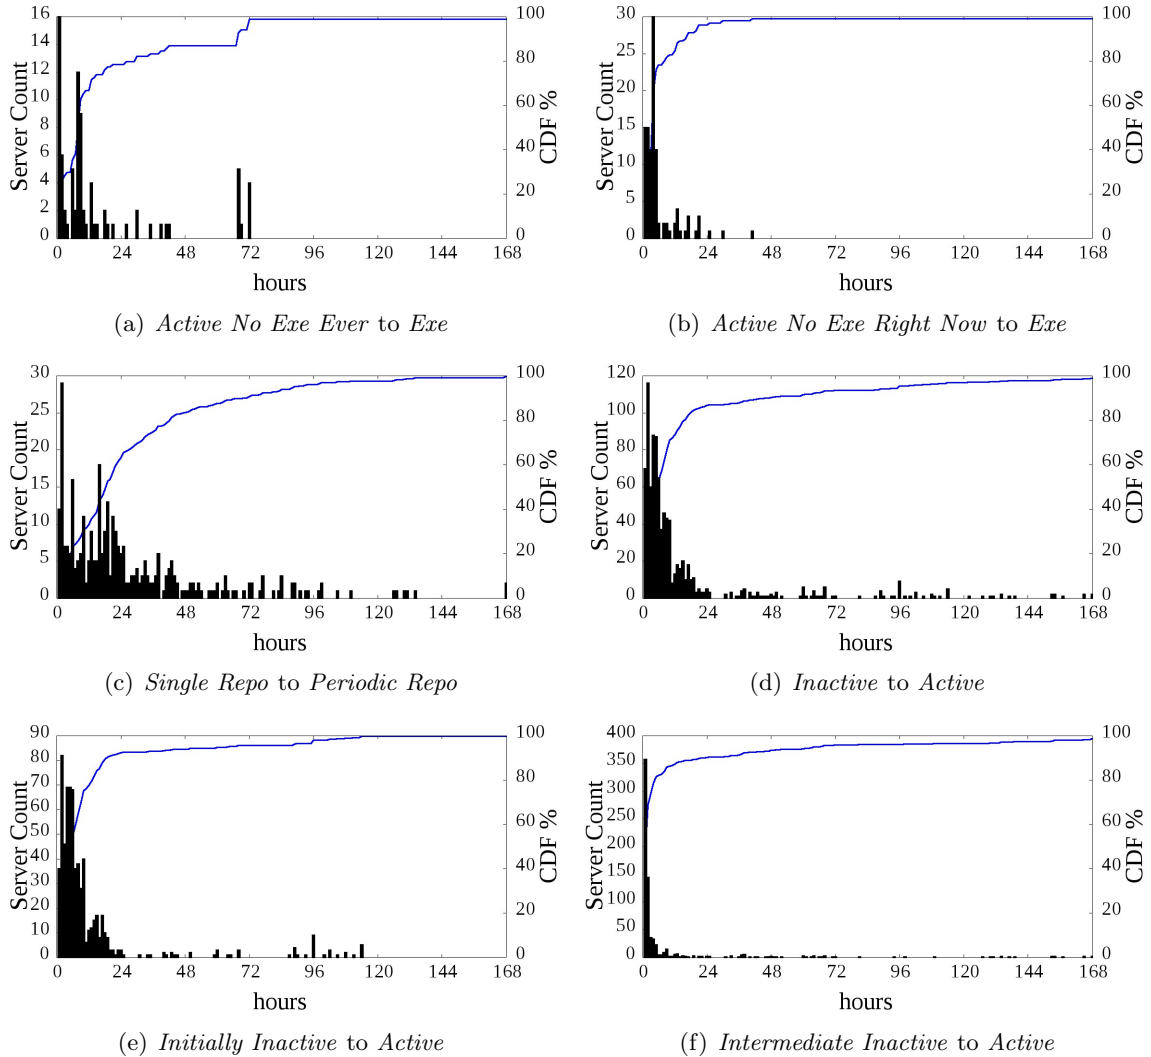 16
14
12
10
8
6
4
2
0
Server Count
100
80
60
40
20
0
CDF %
0 24 48 72 96 120 144 168
hours
(a) Active No Exe Ever to Exe
30
25
20
15
10
5
0
Server Count
100
80
60
40
20
0
CDF %
0 24 48 72 96 120 144 168
hours
(b) Active No Exe Right Now to Exe
30
25
20
15
10
5
0
Server Count
100
80
60
40
20
0
CDF %
0 24 48 72 96 120 144 168
hours
(c) Single Repo to Periodic Repo
120
100
80
60
40
20
0
Server Count
100
80
60
40
20
0
CDF %
0 24 48 72 96 120 144 168
hours
(d) Inactive to Active
90
80
70
60
50
40
30
20
10
0
Server Count
100
80
60
40
20
0
CDF %
0 24 48 72 96 120 144 168
hours
(e) Initially Inactive to Active
400
350
300
250
200
150
100
50
0
Server Count
100
80
60
40
20
0
CDF %
0 24 48 72 96 120 144 168
hours
(f) Intermediate Inactive to Active